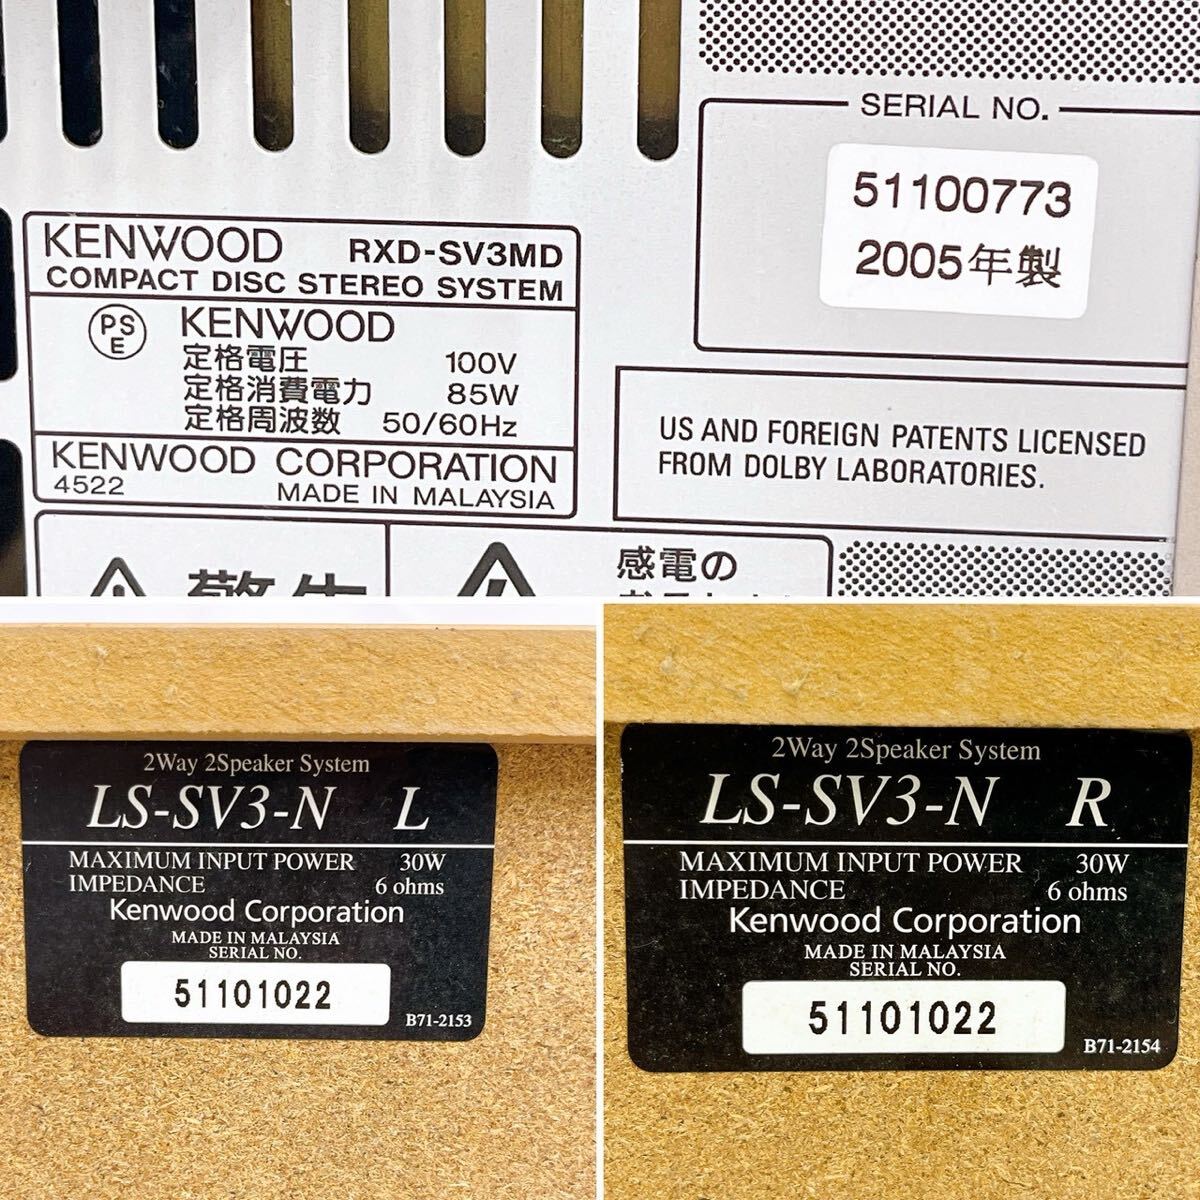 SERIAL NO.
51100773
2005年製
KENWOOD RXD-SV3MD
COMPACT DISC STEREO SYSTEM
PS
E
KENWOOD
定格電圧 100V
定格消費電力 85W
定格周波数 50/60Hz
KENWOOD CORPORATION
4522 MADE IN MALAYSIA
US AND FOREIGN PATENTS LICENSED
FROM DOLBY LABORATORIES.
警告
感電の
2Way 2Speaker System
LS-SV3-N L
MAXIMUM INPUT POWER 30W
IMPEDANCE 6 ohms
Kenwood Corporation
MADE IN MALAYSIA
SERIAL NO.
51101022
B71-2153
2Way 2Speaker System
LS-SV3-N R
MAXIMUM INPUT POWER 30W
IMPEDANCE 6 ohms
Kenwood Corporation
MADE IN MALAYSIA
SERIAL NO.
51101022
B71-2154